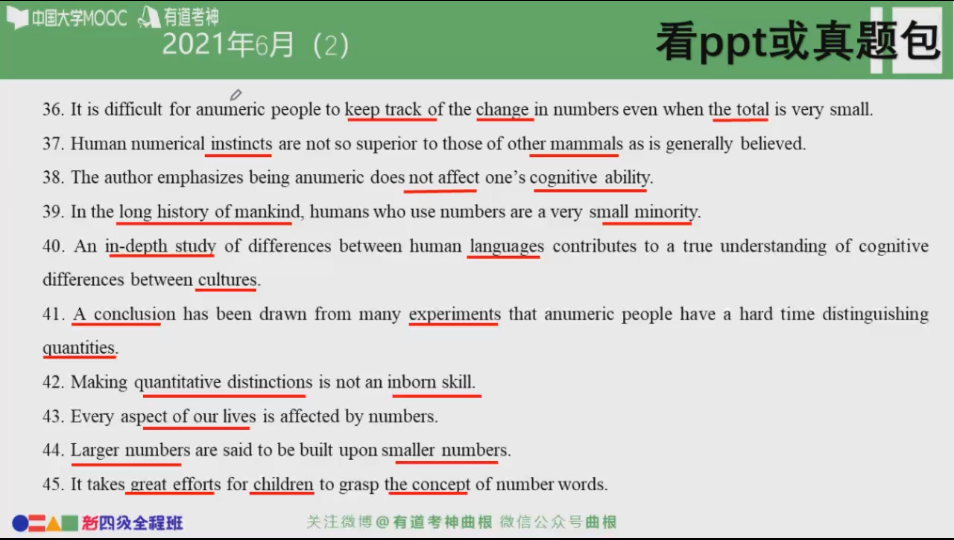 中国大学MOOC 有道考神
2021年6月（2）
看ppt或真题包
36. It is difficult for anumeric people to keep track of the change in numbers even when the total is very small.
37. Human numerical instincts are not so superior to those of other mammals as is generally believed.
38. The author emphasizes being anumeric does not affect one's cognitive ability.
39. In the long history of mankind, humans who use numbers are a very small minority.
40. An in-depth study of differences between human languages contributes to a true understanding of cognitive
differences between cultures.
41. A conclusion has been drawn from many experiments that anumeric people have a hard time distinguishing
quantities.
42. Making quantitative distinctions is not an inborn skill.
43. Every aspect of our lives is affected by numbers.
44. Larger numbers are said to be built upon smaller numbers.
45. It takes great efforts for children to grasp the concept of number words.
新四级全程班
关注微博@有道考神曲根 微信公众号曲根